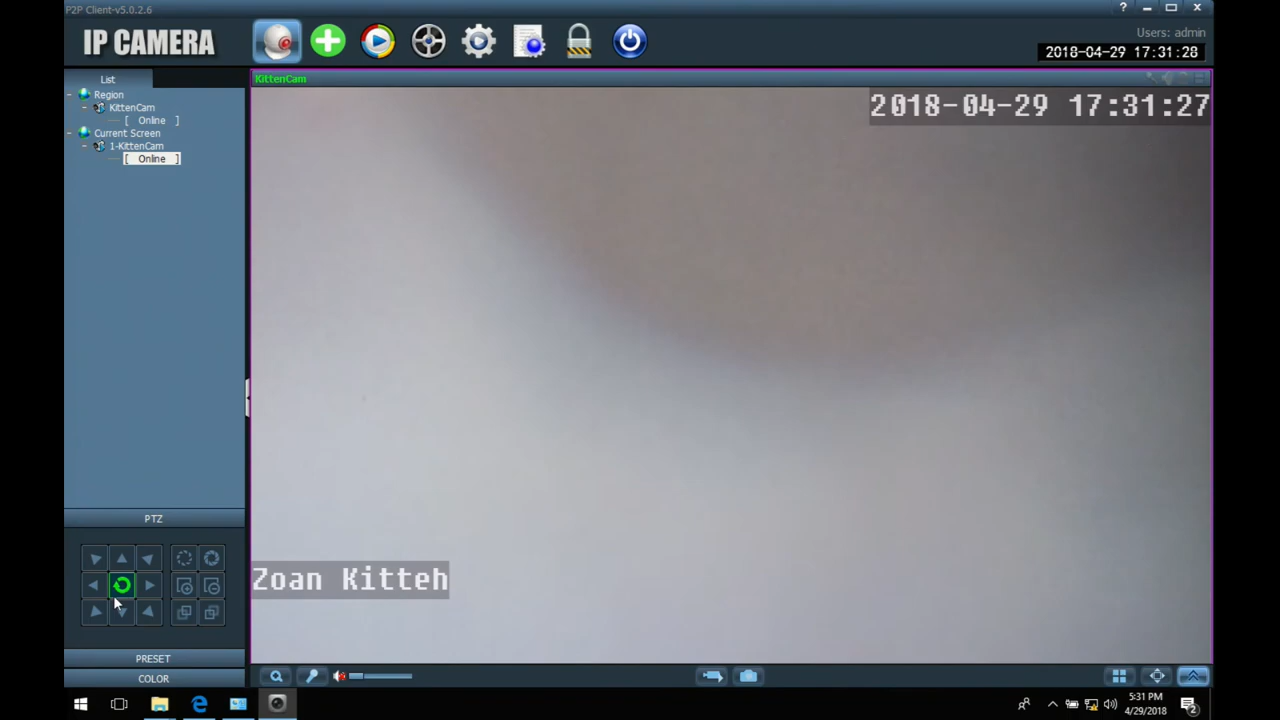 P2P Client-v5.0.2.6
?
IP CAMERA
Users: admin
2018-04-29 17:31:28
List
Region
KittenCam
[ Online ]
Current Screen
1-KittenCam
[ Online ]
KittenCam
2018-04-29 17:31:27
Zoan Kitteh
PTZ
PRESET
COLOR
5:31 PM
4/29/2018
2